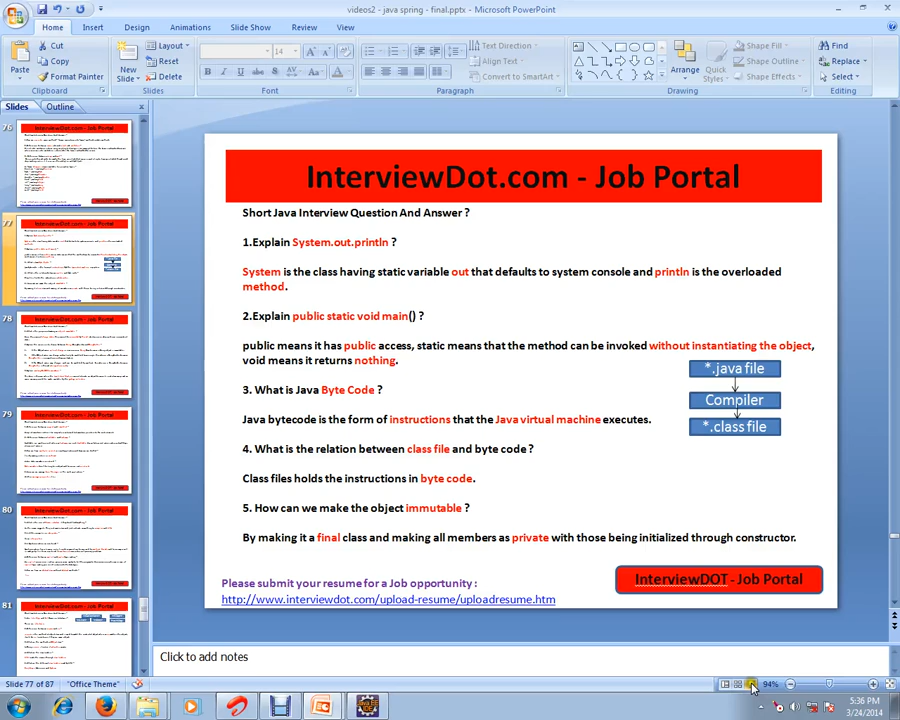 videos2 - java spring - final.pptx - Microsoft PowerPoint
Home Insert Design Animations Slide Show Review View
Cut
Copy
Format Painter
Paste
Clipboard
New
Slide
Layout
Reset
Delete
Slides
14
Font
Text Direction
Align Text
Convert to SmartArt
Paragraph
Arrange
Quick
Styles
Shape Fill
Shape Outline
Shape Effects
Drawing
Find
Replace
Select
Editing
Slides Outline
76
77
78
79
80
81
InterviewDot.com - Job Portal
Short Java Interview Question And Answer ?
1.Explain System.out.println ?
System is the class having static variable out that defaults to system console and println is the overloaded
method.
2.Explain public static void main() ?
public means it has public access, static means that the method can be invoked without instantiating the object,
void means it returns nothing.
3. What is Java Byte Code ?
Java bytecode is the form of instructions that the Java virtual machine executes.
4. What is the relation between class file and byte code ?
Class files holds the instructions in byte code.
5. How can we make the object immutable ?
By making it a final class and making all members as private with those being initialized through constructor.
*.java file
Compiler
*.class file
Please submit your resume for a Job opportunity :
http://www.interviewdot.com/upload-resume/uploadresume.htm
InterviewDOT - Job Portal
Click to add notes
Slide 77 of 87 "Office Theme" 94%
5:36 PM
3/24/2014